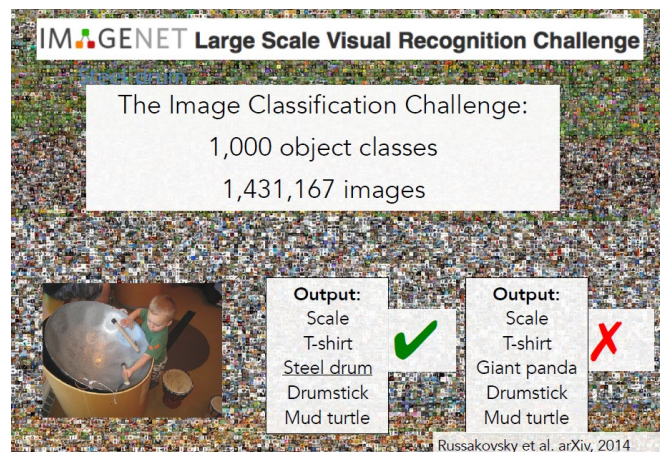 IMAGENET Large Scale Visual Recognition Challenge
Steel drum
The Image Classification Challenge:
1,000 object classes
1,431,167 images
Output:
Scale
T-shirt
Steel drum
Drumstick
Mud turtle
Output:
Scale
T-shirt
Giant panda
Drumstick
Mud turtle
Russakovsky et al. arXiv, 2014